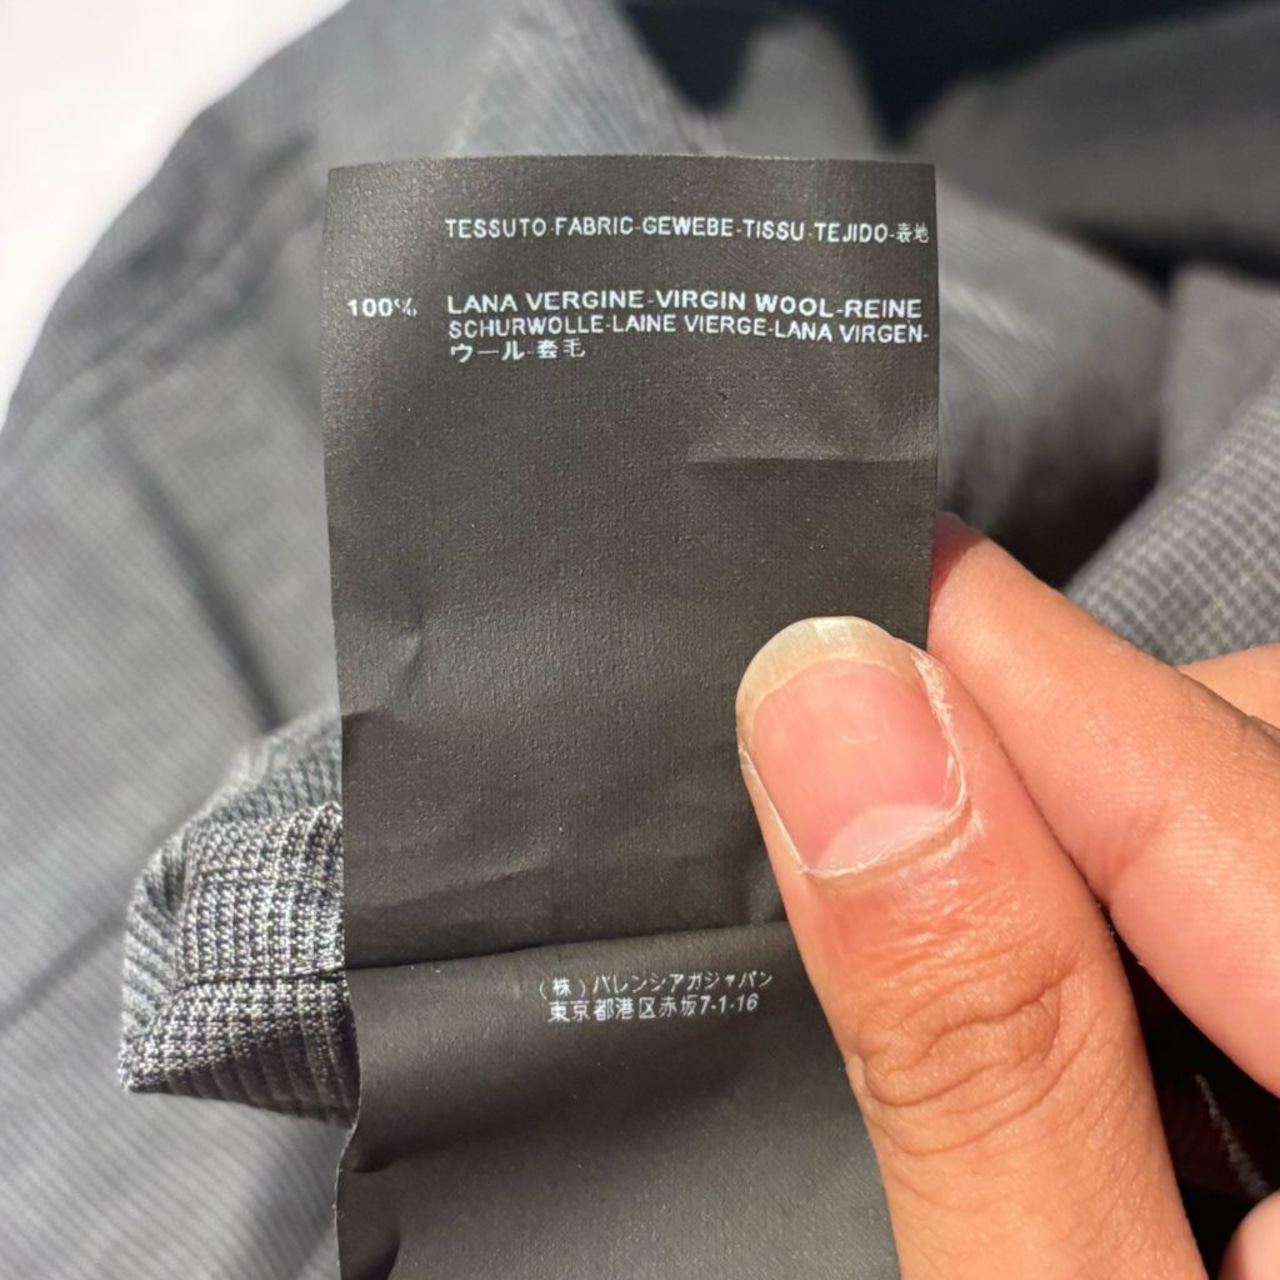 TESSUTO-FABRIC-GEWEBE-TISSU-TEJIDO-表地
100% LANA VERGINE-VIRGIN WOOL-REINE
SCHURWOLLE-LAINE VIERGE-LANA VIRGEN-
ウール-套毛
(株)バレンシアガジャパン
東京都港区赤坂7-1-16